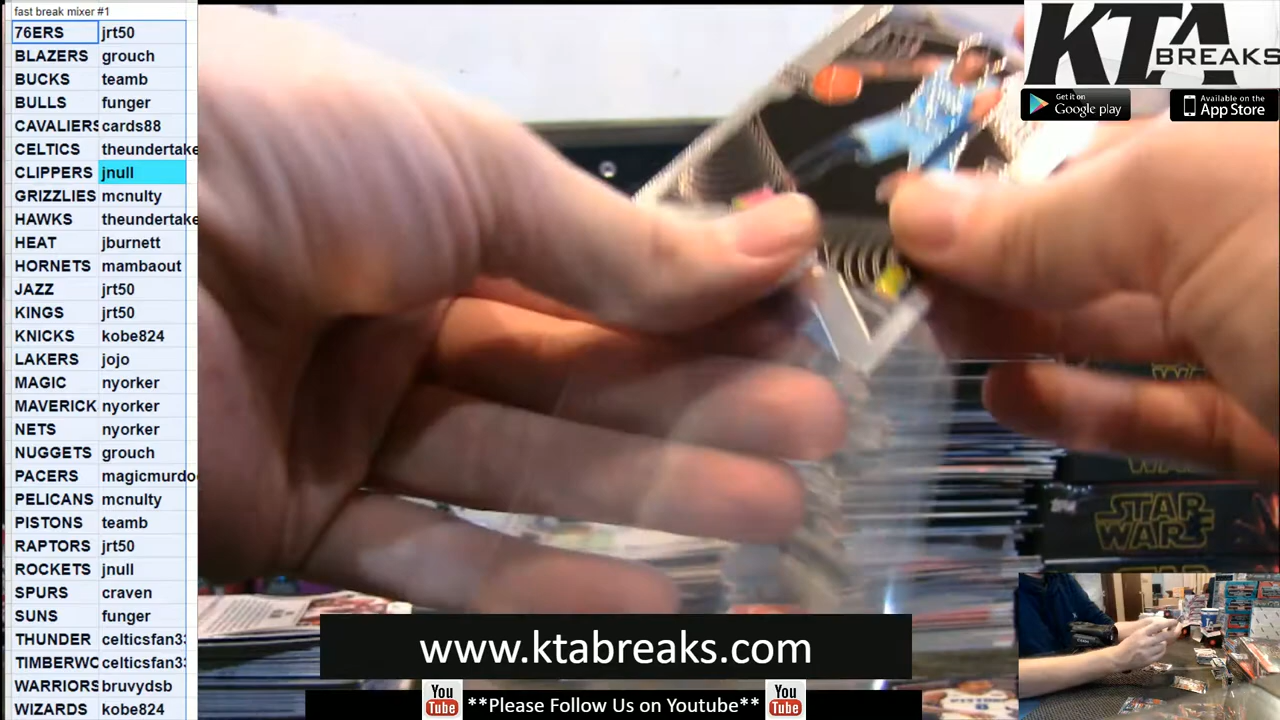 fast break mixer #1
76ERS jrt50
BLAZERS grouch
BUCKS teamb
BULLS funger
CAVALIERS cards88
CELTICS theundertake
CLIPPERS jnull
GRIZZLIES mcnulty
HAWKS theundertake
HEAT jburnett
HORNETS mambaout
JAZZ jrt50
KINGS jrt50
KNICKS kobe824
LAKERS jojo
MAGIC nyorker
MAVERICK nyorker
NETS nyorker
NUGGETS grouch
PACERS magicmurdo
PELICANS mcnulty
PISTONS teamb
RAPTORS jrt50
ROCKETS jnull
SPURS craven
SUNS funger
THUNDER celticsfan33
TIMBERWO celticsfan33
WARRIORS bruvydsb
WIZARDS kobe824
KTA BREAKS
Get it on Google play
Available on the App Store
STAR WARS
www.ktabreaks.com
You Tube **Please Follow Us on Youtube** You Tube